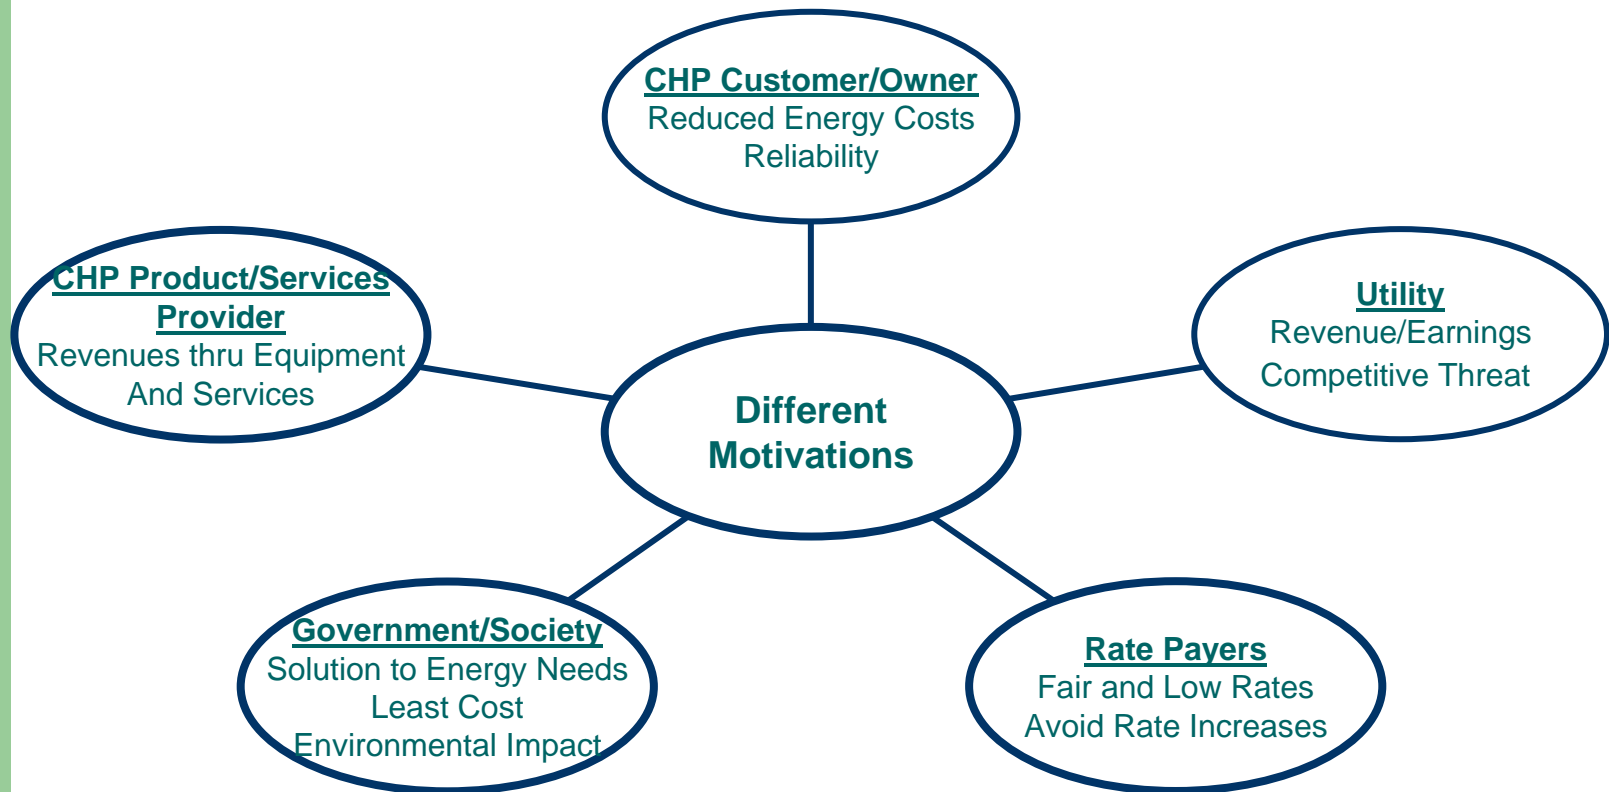 CHP Customer/Owner
Reduced Energy Costs
Reliability
CHP Product/Services
Provider
Revenues thru Equipment
And Services
Utility
Revenue/Earnings
Competitive Threat
Different
Motivations
Government/Society
Solution to Energy Needs
Least Cost
Environmental Impact
Rate Payers
Fair and Low Rates
Avoid Rate Increases